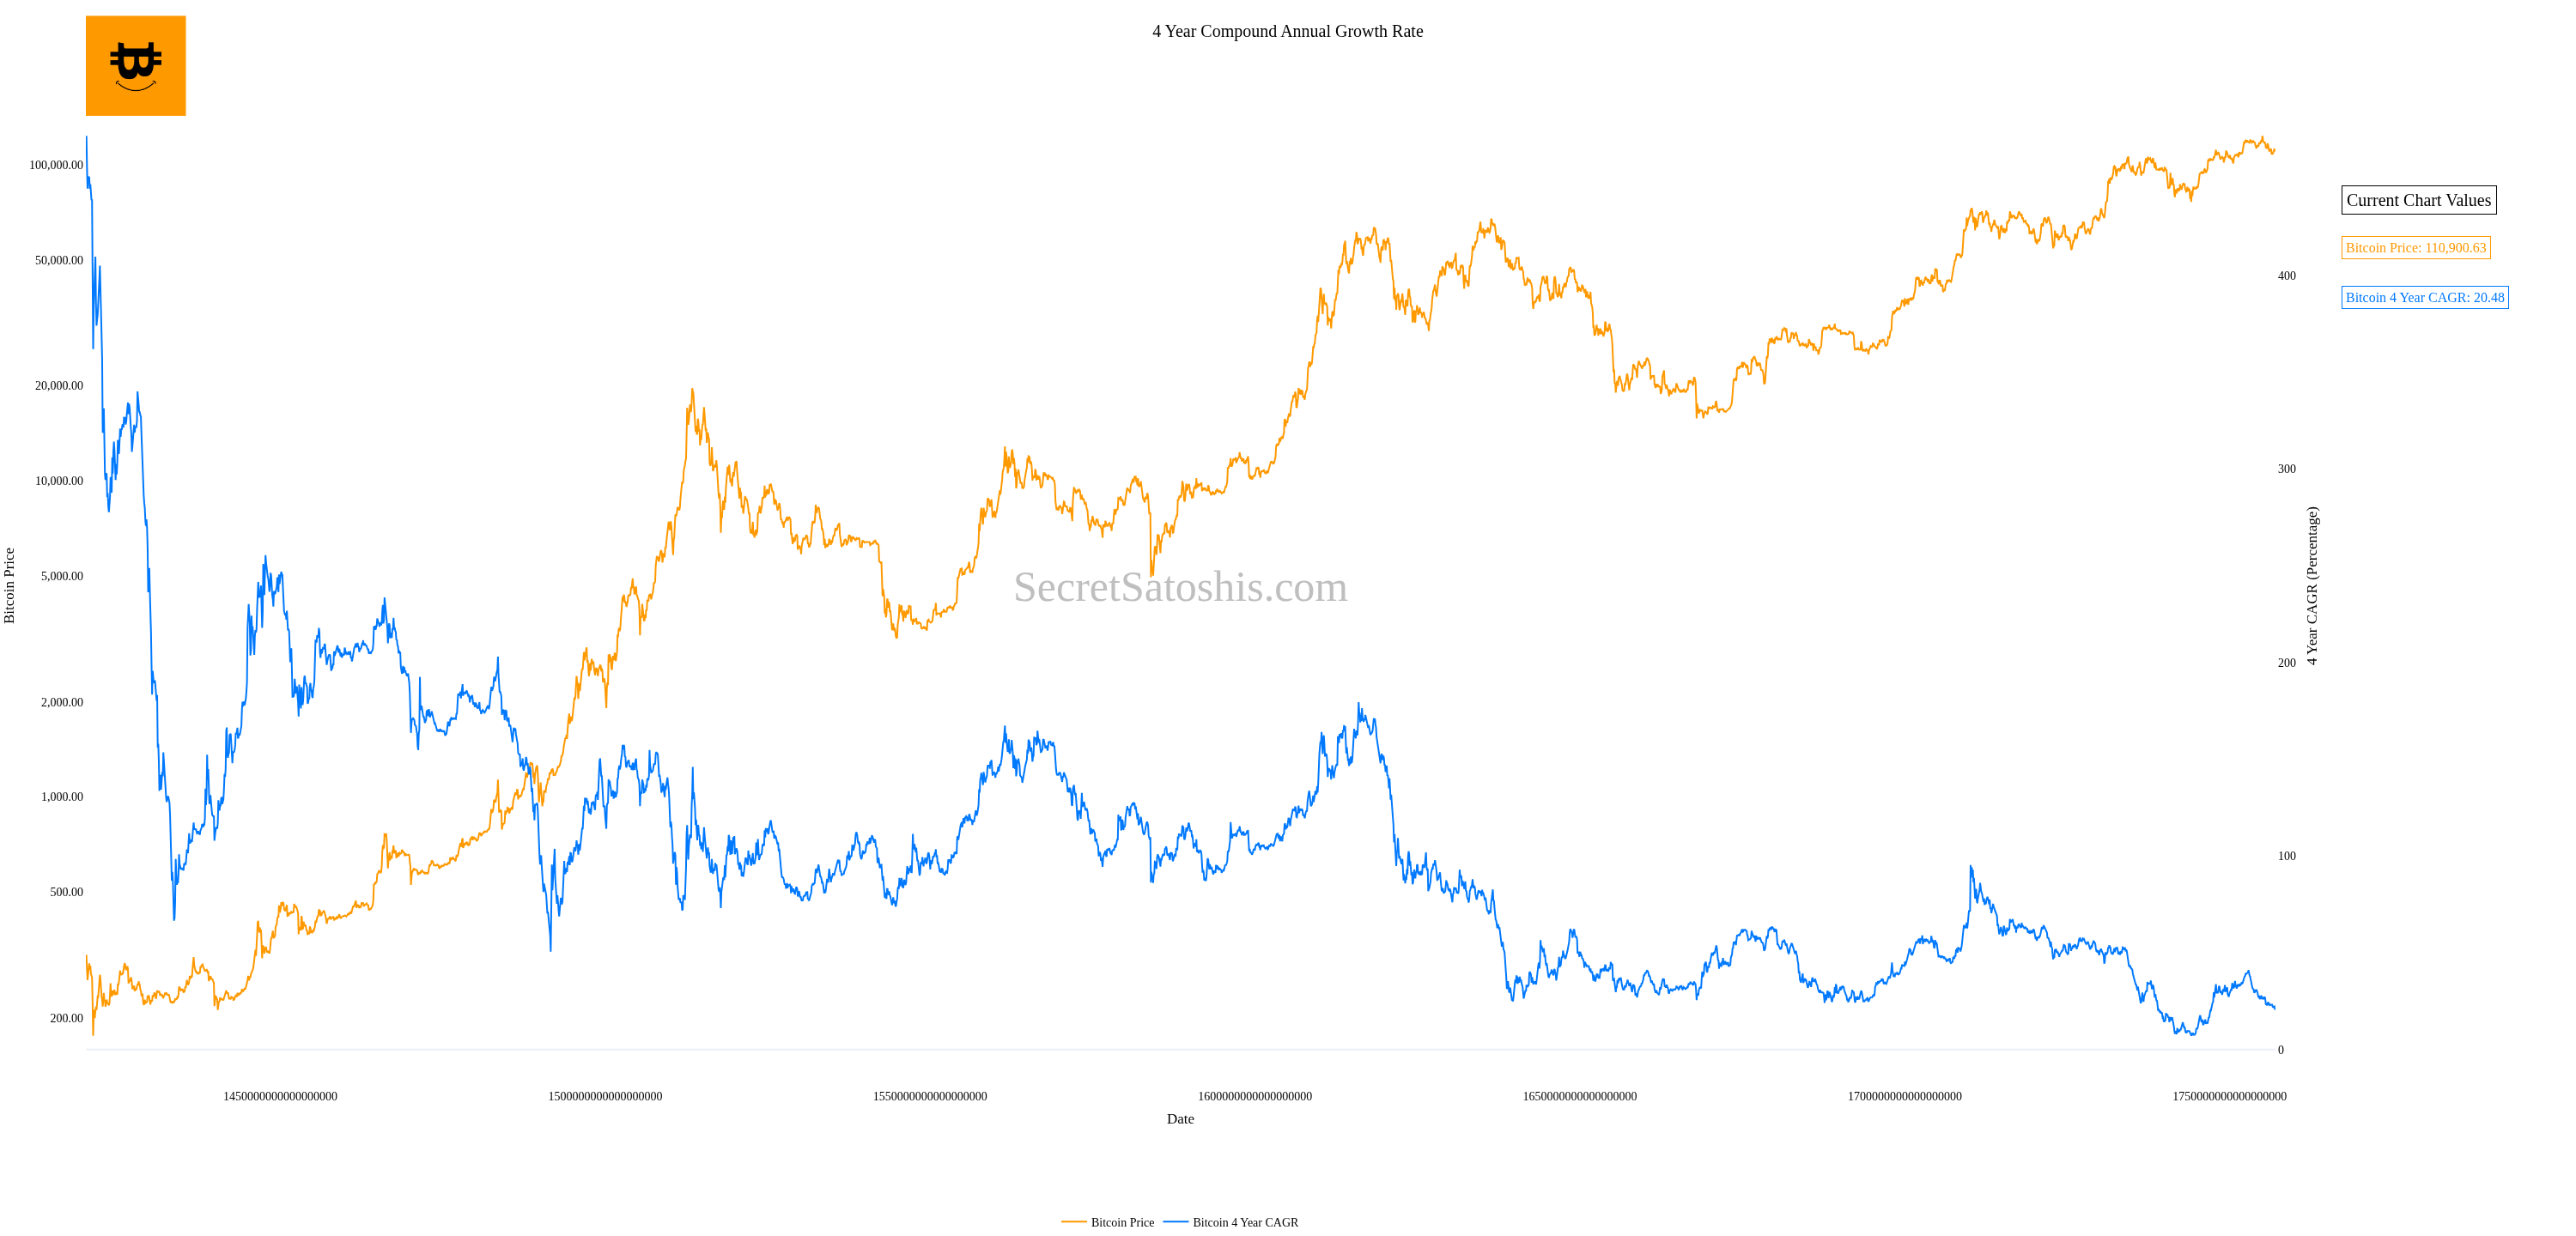 4 Year Compound Annual Growth Rate
100,000.00
50,000.00
20,000.00
10,000.00
5,000.00
2,000.00
1,000.00
500.00
200.00
Bitcoin Price
SecretSatoshis.com
400
300
200
100
0
4 Year CAGR (Percentage)
Current Chart Values
Bitcoin Price: 110,900.63
Bitcoin 4 Year CAGR: 20.48
1450000000000000000
1500000000000000000
1550000000000000000
1600000000000000000
1650000000000000000
1700000000000000000
1750000000000000000
Date
Bitcoin Price
Bitcoin 4 Year CAGR